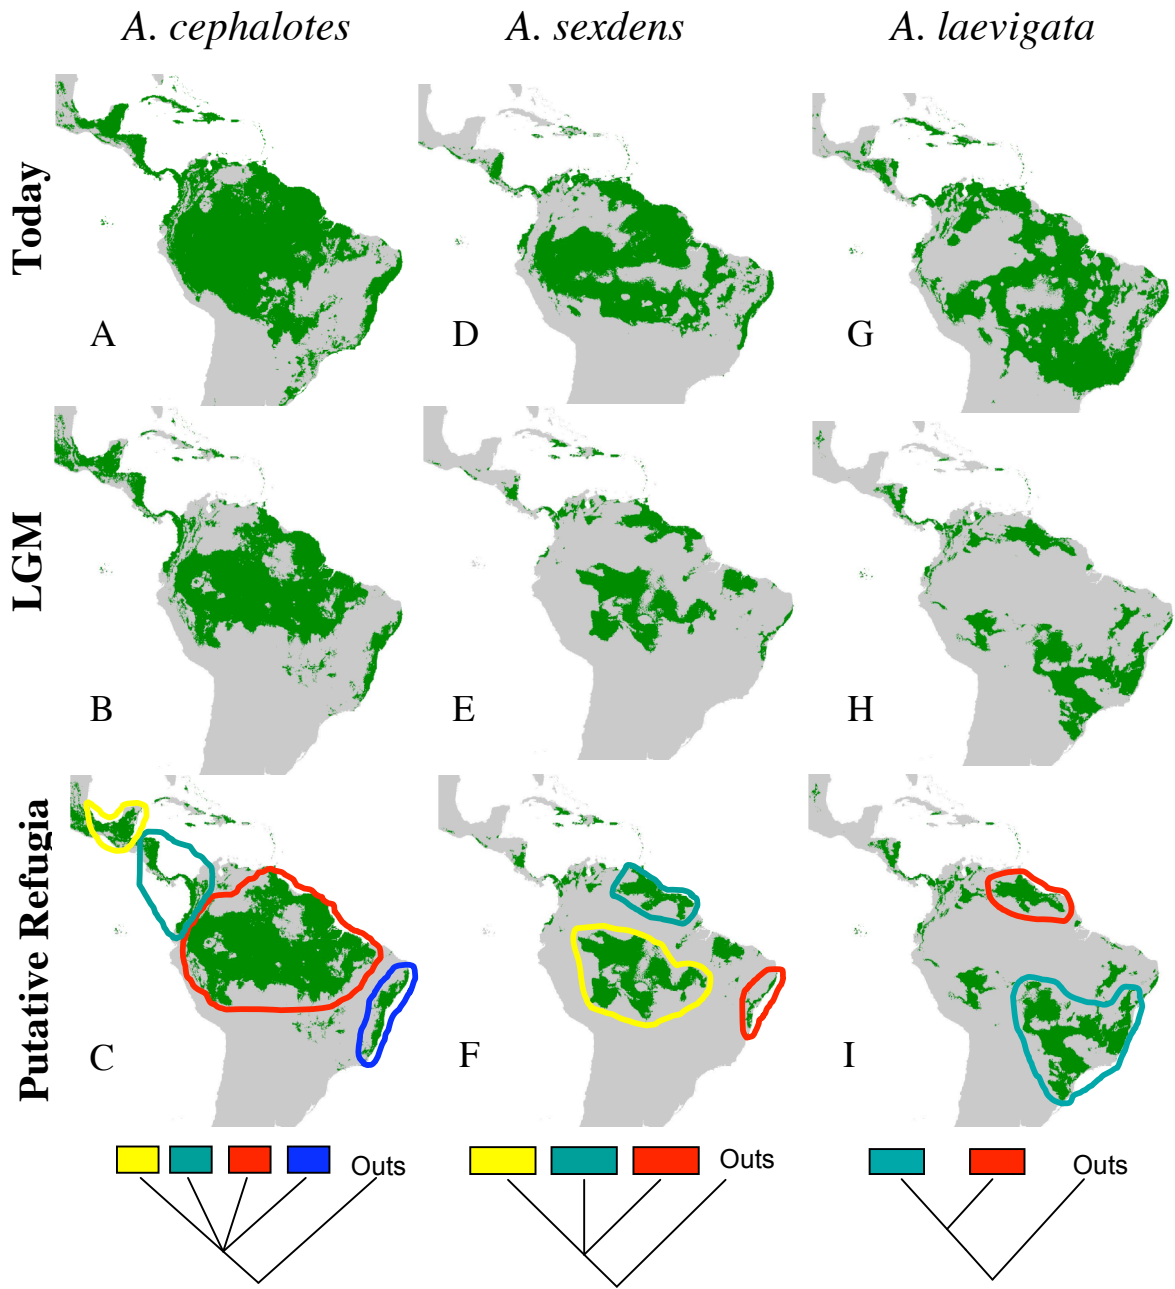 A. cephalotes A. sexdens A. laevigata
Today
A D G
LGM
B E H
Putative Refugia
C F I
Outs Outs Outs